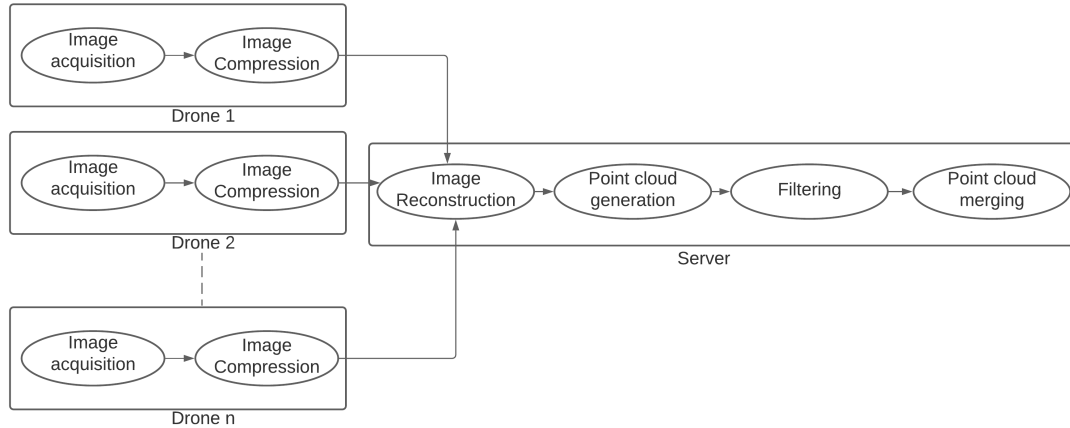 Image
acquisition
Image
Compression
Drone 1
Image
acquisition
Image
Compression
Drone 2
Image
Reconstruction
Point cloud
generation
Filtering
Point cloud
merging
Server
Image
acquisition
Image
Compression
Drone n